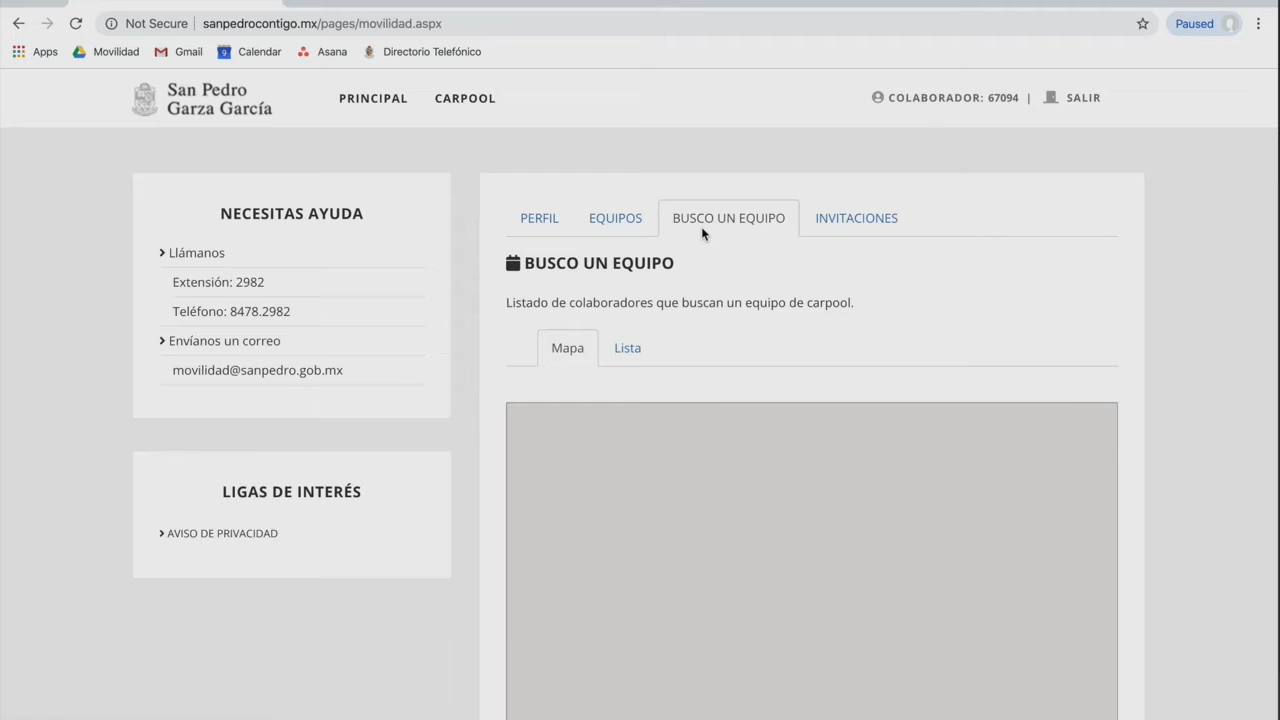 Not Secure sanpedrocontigo.mx/pages/movilidad.aspx Paused
Apps Movilidad Gmail 9 Calendar Asana Directorio Telefónico
San Pedro
Garza García
PRINCIPAL CARPOOL COLABORADOR: 67094 | SALIR
NECESITAS AYUDA
Llámanos
Extensión: 2982
Teléfono: 8478.2982
Envíanos un correo
movilidad@sanpedro.gob.mx
LIGAS DE INTERÉS
AVISO DE PRIVACIDAD
PERFIL EQUIPOS BUSCO UN EQUIPO INVITACIONES
BUSCO UN EQUIPO
Listado de colaboradores que buscan un equipo de carpool.
Mapa Lista